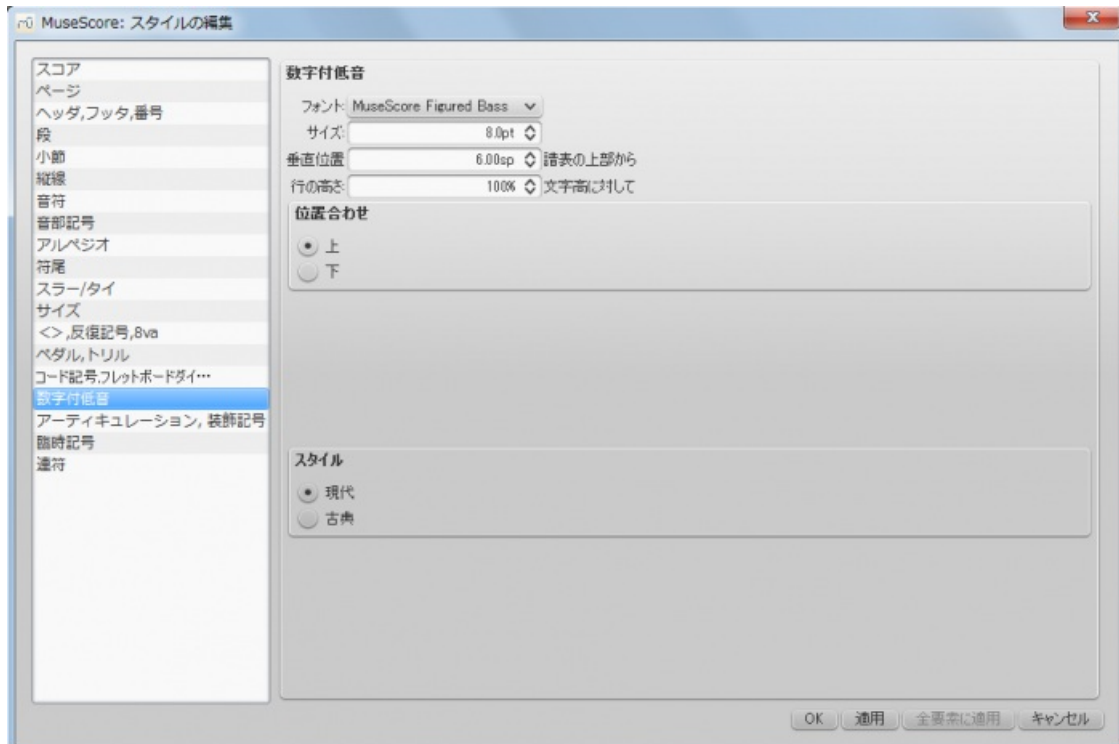 MuseScore: スタイルの編集
スコア
ページ
ヘッダ,フッタ,番号
段
小節
縦線
音符
音部記号
アルペジオ
符尾
スラー/タイ
サイズ
<>,反復記号,8va
ペダル,トリル
コード記号,フレットボードダイ…
数字付低音
アーティキュレーション, 装飾記号
臨時記号
連符
数字付低音
フォント: MuseScore Figured Bass
サイズ: 8.0pt
垂直位置 6.00sp 譜表の上部から
行の高さ: 100% 文字高に対して
位置合わせ
上
下
スタイル
現代
古典
OK 適用 全要素に適用 キャンセル